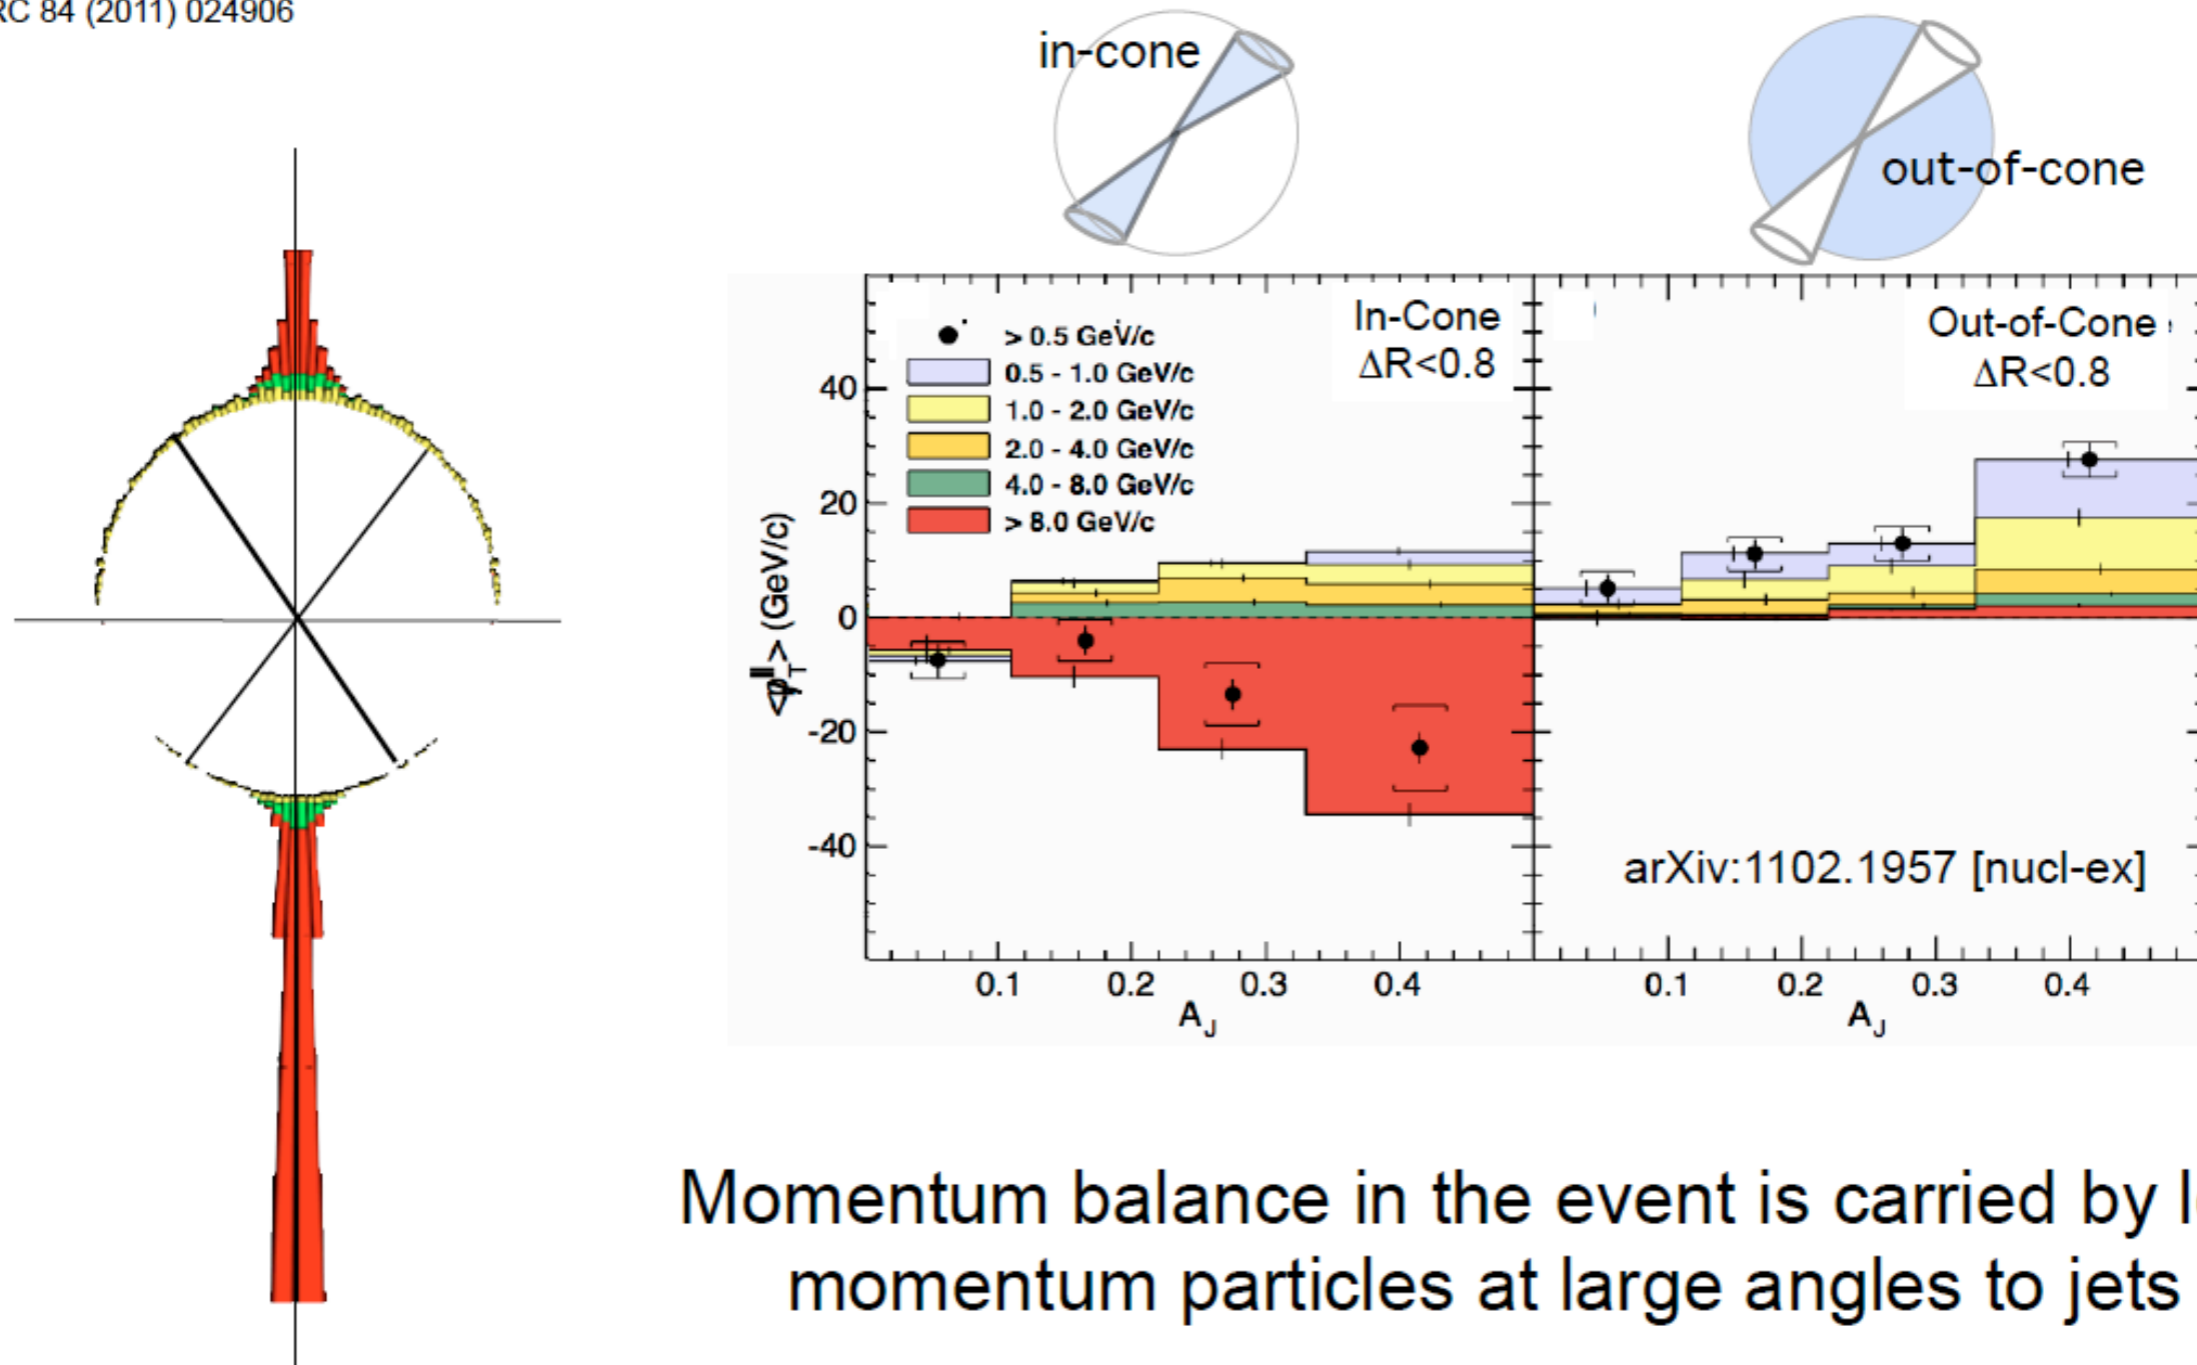 RC 84 (2011) 024906
in-cone
out-of-cone
> 0.5 GeV/c
0.5 - 1.0 GeV/c
1.0 - 2.0 GeV/c
2.0 - 4.0 GeV/c
4.0 - 8.0 GeV/c
> 8.0 GeV/c
In-Cone
ΔR<0.8
Out-of-Cone
ΔR<0.8
40
20
0
-20
-40
(GeV/c)
arXiv:1102.1957 [nucl-ex]
0.1 0.2 0.3 0.4
A_J
0.1 0.2 0.3 0.4
A_J
Momentum balance in the event is carried by
momentum particles at large angles to jets